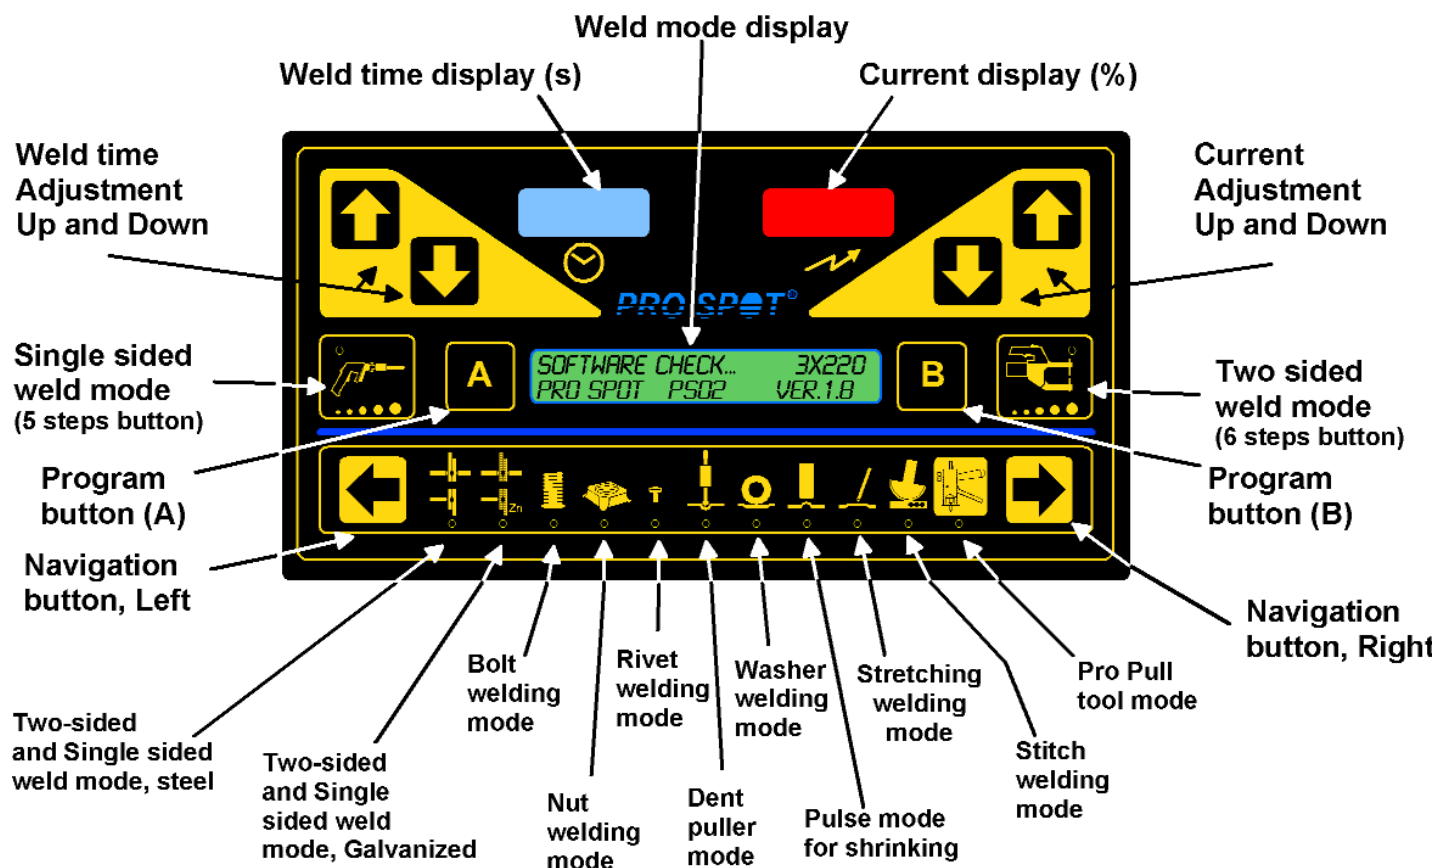 Weld mode display
Weld time display (s)
Current display (%)
Weld time
Adjustment
Up and Down
Current
Adjustment
Up and Down
PRO SPOT®
Single sided
weld mode
(5 steps button)
A
SOFTWARE CHECK... 3X220
PRO SPOT PS02 VER.1.8
B
Two sided
weld mode
(6 steps button)
Program
button (A)
Program
button (B)
Zn
Navigation
button, Left
Navigation
button, Right
Bolt
welding
mode
Rivet
welding
mode
Washer
welding
mode
Stretching
welding
mode
Pro Pull
tool mode
Two-sided
and Single sided
weld mode, steel
Two-sided
and Single
sided weld
mode, Galvanized
Nut
welding
mode
Dent
puller
mode
Pulse mode
for shrinking
Stitch
welding
mode